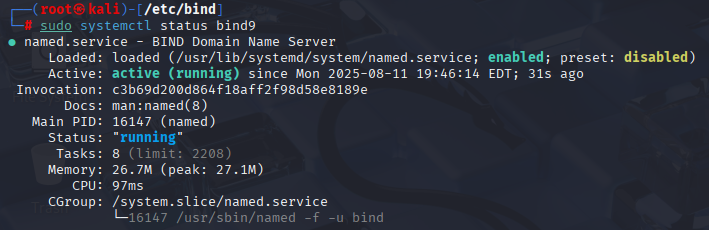 ┌──(root㉿kali)-[/etc/bind]
└─# sudo systemctl status bind9
● named.service - BIND Domain Name Server
Loaded: loaded (/usr/lib/systemd/system/named.service; enabled; preset: disabled)
Active: active (running) since Mon 2025-08-11 19:46:14 EDT; 31s ago
Invocation: c3b69d200d864f18aff2f98d58e8189e
Docs: man:named(8)
Main PID: 16147 (named)
Status: "running"
Tasks: 8 (limit: 2208)
Memory: 26.7M (peak: 27.1M)
CPU: 97ms
CGroup: /system.slice/named.service
└─16147 /usr/sbin/named -f -u bind